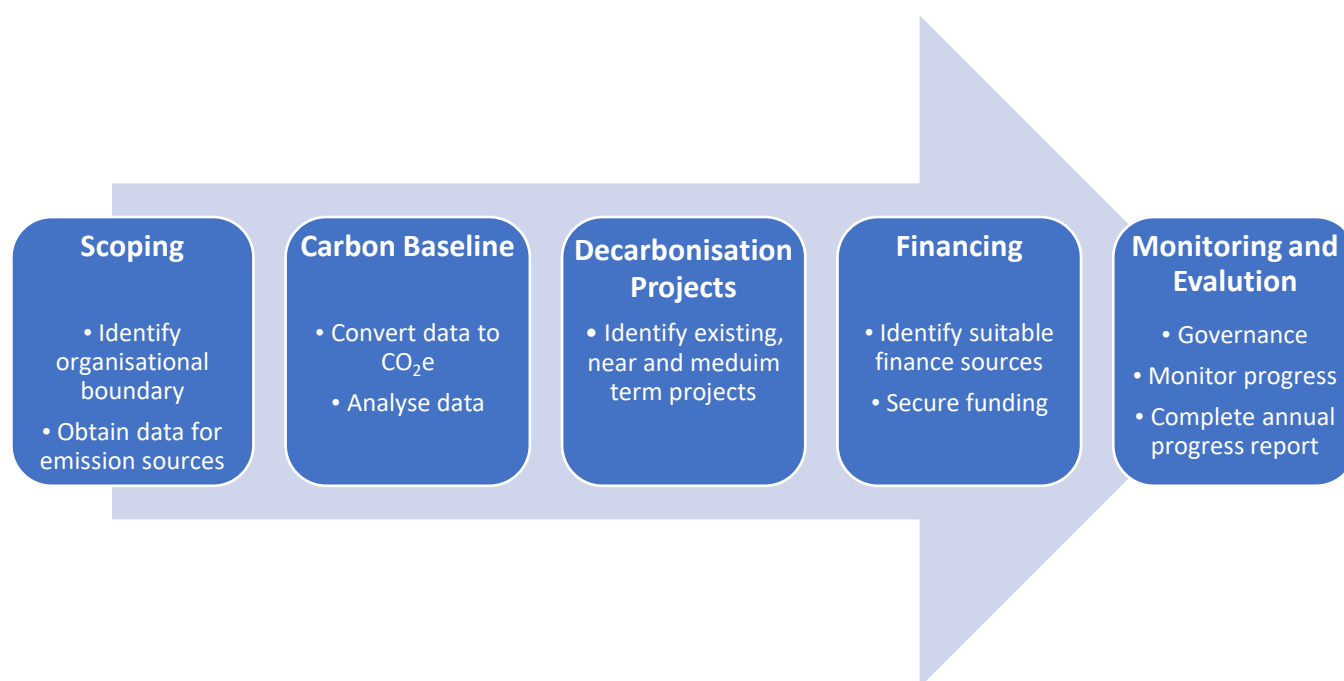 Scoping
• Identify
organisational
boundary
• Obtain data for
emission sources
Carbon Baseline
• Convert data to
CO₂e
• Analyse data
Decarbonisation
Projects
• Identify existing,
near and meduim
term projects
Financing
• Identify suitable
finance sources
• Secure funding
Monitoring and
Evalution
• Governance
• Monitor progress
• Complete annual
progress report